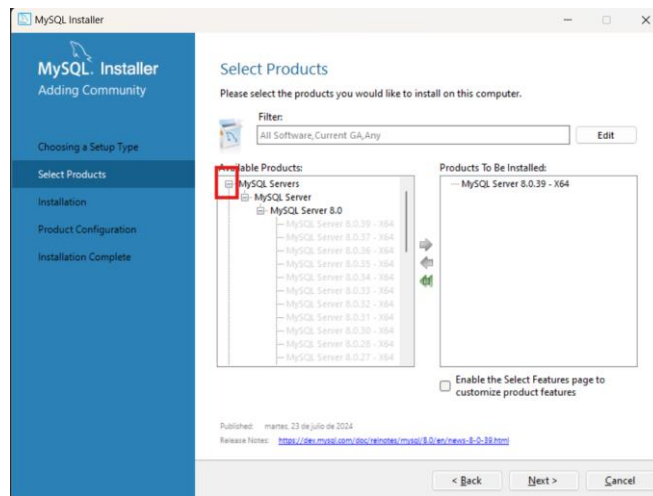 MySQL Installer
MySQL. Installer
Adding Community
Choosing a Setup Type
Select Products
Installation
Product Configuration
Installation Complete
Select Products
Please select the products you would like to install on this computer.
Filter:
All Software,Current GA,Any
Edit
Available Products:
MySQL Servers
MySQL Server
MySQL Server 8.0
MySQL Server 8.0.39 - X64
MySQL Server 8.0.37 - X64
MySQL Server 8.0.36 - X64
MySQL Server 8.0.35 - X64
MySQL Server 8.0.34 - X64
MySQL Server 8.0.33 - X64
MySQL Server 8.0.32 - X64
MySQL Server 8.0.31 - X64
MySQL Server 8.0.30 - X64
MySQL Server 8.0.28 - X64
MySQL Server 8.0.27 - X64
Products To Be Installed:
MySQL Server 8.0.39 - X64
Enable the Select Features page to
customize product features
Published: martes, 23 de julio de 2024
Release Notes: https://dev.mysql.com/doc/relnotes/mysql/8.0/en/news-8-0-39.html
< Back
Next >
Cancel